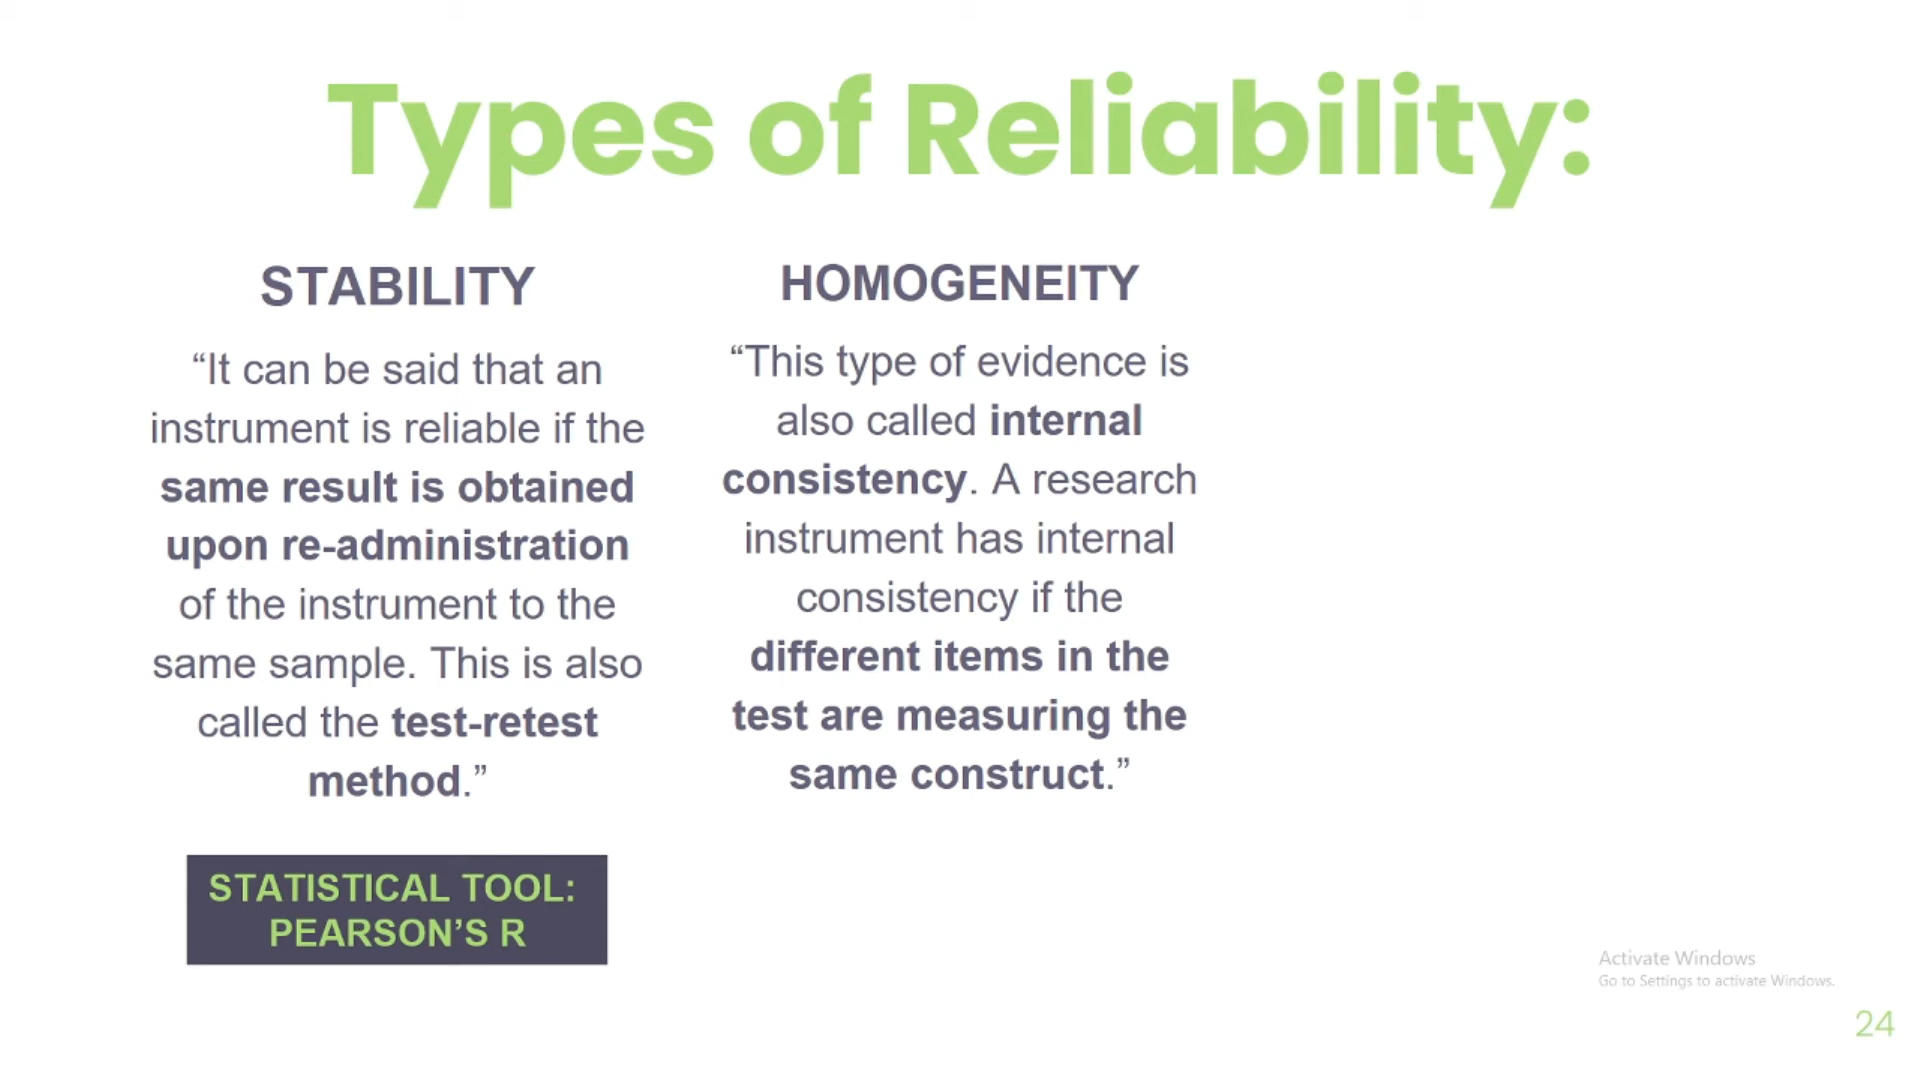 Types of Reliability:
STABILITY
“It can be said that an
instrument is reliable if the
same result is obtained
upon re-administration
of the instrument to the
same sample. This is also
called the test-retest
method.”
STATISTICAL TOOL:
PEARSON’S R
HOMOGENEITY
“This type of evidence is
also called internal
consistency. A research
instrument has internal
consistency if the
different items in the
test are measuring the
same construct.”
Activate Windows
Go to Settings to activate Windows.
24